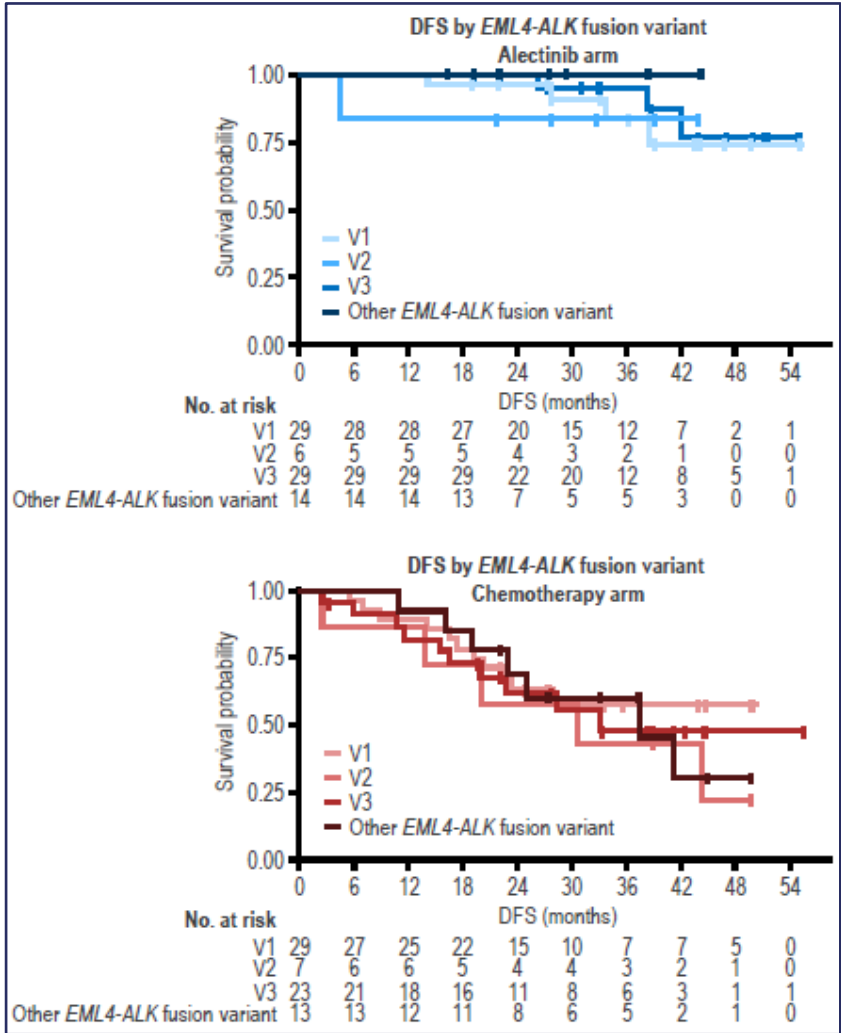 DFS by EML4-ALK fusion variant
Alectinib arm
Survival probability
1.00
0.75
0.50
0.25
0.00
V1
V2
V3
Other EML4-ALK fusion variant
0 6 12 18 24 30 36 42 48 54
DFS (months)
No. at risk
V1 29 28 28 27 20 15 12 7 2 1
V2 6 5 5 5 4 3 2 1 0 0
V3 29 29 29 29 22 20 12 8 5 1
Other EML4-ALK fusion variant 14 14 14 13 7 5 5 3 0 0
DFS by EML4-ALK fusion variant
Chemotherapy arm
Survival probability
1.00
0.75
0.50
0.25
0.00
V1
V2
V3
Other EML4-ALK fusion variant
0 6 12 18 24 30 36 42 48 54
DFS (months)
No. at risk
V1 29 27 25 22 15 10 7 7 5 0
V2 7 6 6 5 4 4 3 2 1 0
V3 23 21 18 16 11 8 6 3 1 1
Other EML4-ALK fusion variant 13 13 12 11 8 6 5 2 1 0